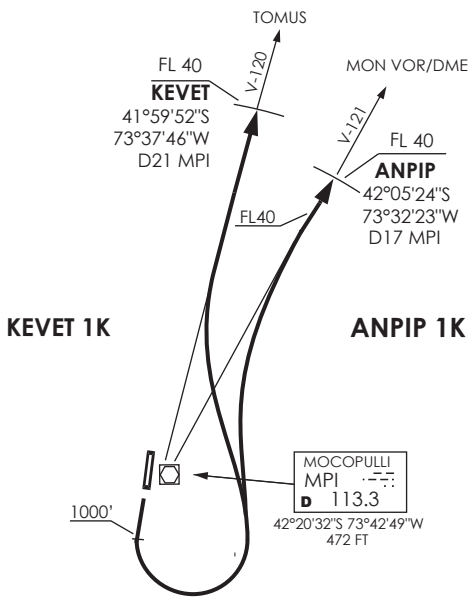 TOMUS
V-120
FL 40
KEVET
41°59'52"S
73°37'46"W
D21 MPI
MON VOR/DME
V-121
FL 40
ANPIP
42°05'24"S
73°32'23"W
D17 MPI
FL40
KEVET 1K
ANPIP 1K
MOCOPULLI
MPI
D 113.3
42°20'32"S 73°42'49"W
472 FT
1000'